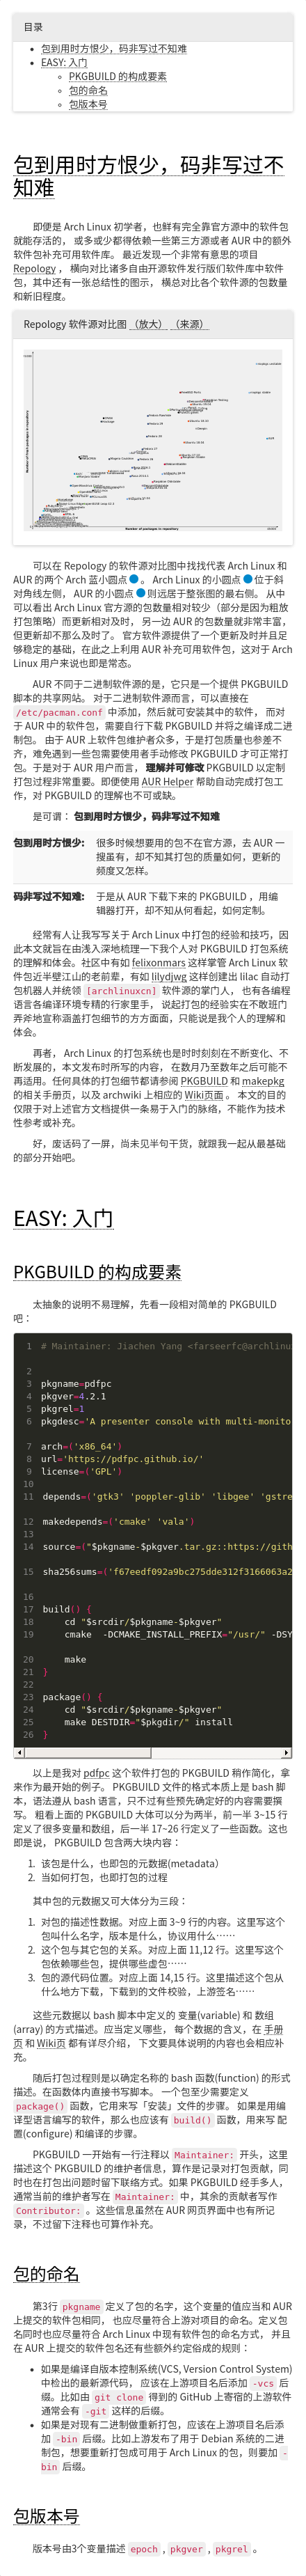 目录
包到用时方恨少，码非写过不知难
EASY: 入门
PKGBUILD 的构成要素
包的命名
包版本号
包到用时方恨少，码非写过不
知难
即便是 Arch Linux 初学者，也鲜有完全靠官方源中的软件包
就能存活的， 或多或少都得依赖一些第三方源或者 AUR 中的额外
软件包补充可用软件库。 最近发现一个非常有意思的项目
Repology ， 横向对比诸多自由开源软件发行版们软件库中软件
包，其中还有一张总结性的图示， 横总对比各个软件源的包数量
和新旧程度。
Repology 软件源对比图 （放大） （来源）
可以在 Repology 的软件源对比图中找找代表 Arch Linux 和
AUR 的两个 Arch 蓝小圆点 。 Arch Linux 的小圆点 位于斜
对角线左侧， AUR 的小圆点 则远居于整张图的最右侧。 从中
可以看出 Arch Linux 官方源的包数量相对较少（部分是因为粗放
打包策略）而更新相对及时， 另一边 AUR 的包数量就非常丰富，
但更新却不那么及时了。 官方软件源提供了一个更新及时并且足
够稳定的基础，在此之上利用 AUR 补充可用软件包，这对于 Arch
Linux 用户来说也即是常态。
AUR 不同于二进制软件源的是，它只是一个提供 PKGBUILD
脚本的共享网站。 对于二进制软件源而言，可以直接在
/etc/pacman.conf 中添加，然后就可安装其中的软件， 而对
于 AUR 中的软件包，需要自行下载 PKGBUILD 并将之编译成二进
制包。 由于 AUR 上软件包维护者众多，于是打包质量也参差不
齐，难免遇到一些包需要使用者手动修改 PKGBUILD 才可正常打
包。于是对于 AUR 用户而言， 理解并可修改 PKGBUILD 以定制
打包过程非常重要。即便使用 AUR Helper 帮助自动完成打包工
作，对 PKGBUILD 的理解也不可或缺。
是可谓： 包到用时方恨少，码非写过不知难
包到用时方恨少: 很多时候想要用的包不在官方源，去 AUR 一
搜虽有，却不知其打包的质量如何，更新的
频度又怎样。
码非写过不知难: 于是从 AUR 下载下来的 PKGBUILD ，用编
辑器打开，却不知从何看起，如何定制。
经常有人让我写写关于 Arch Linux 中打包的经验和技巧，因
此本文就旨在由浅入深地梳理一下我个人对 PKGBUILD 打包系统
的理解和体会。社区中有如 felixonmars 这样掌管 Arch Linux 软
件包近半壁江山的老前辈，有如 lilydjwg 这样创建出 lilac 自动打
包机器人并统领 [archlinuxcn] 软件源的掌门人， 也有各编程
语言各编译环境专精的行家里手， 说起打包的经验实在不敢班门
弄斧地宣称涵盖打包细节的方方面面，只能说是我个人的理解和
体会。
再者， Arch Linux 的打包系统也是时时刻刻在不断变化、不断
发展的，本文发布时所写的内容， 在数月乃至数年之后可能不
再适用。任何具体的打包细节都请参阅 PKGBUILD 和 makepkg
的相关手册页，以及 archwiki 上相应的 Wiki页面 。 本文的目的
仅限于对上述官方文档提供一条易于入门的脉络，不能作为技术
性参考或补充。
好，废话码了一屏，尚未见半句干货，就跟我一起从最基础
的部分开始吧。
EASY: 入门
PKGBUILD 的构成要素
太抽象的说明不易理解，先看一段相对简单的 PKGBUILD
吧：
1 # Maintainer: Jiachen Yang <farseerfc@archlinu
2
3 pkgname=pdfpc
4 pkgver=4.2.1
5 pkgrel=1
6 pkgdesc='A presenter console with multi-monito
7 arch=('x86_64')
8 url='https://pdfpc.github.io/'
9 license=('GPL')
10
11 depends=('gtk3' 'poppler-glib' 'libgee' 'gstre
12 makedepends=('cmake' 'vala')
13
14 source=("$pkgname-$pkgver.tar.gz::https://gith
15 sha256sums=('f67eedf092a9bc275dde312f3166063a2
16
17 build() {
18 cd "$srcdir/$pkgname-$pkgver"
19 cmake -DCMAKE_INSTALL_PREFIX="/usr/" -DSY
20 make
21 }
22
23 package() {
24 cd "$srcdir/$pkgname-$pkgver"
25 make DESTDIR="$pkgdir/" install
26 }
以上是我对 pdfpc 这个软件打包的 PKGBUILD 稍作简化，拿
来作为最开始的例子。 PKGBUILD 文件的格式本质上是 bash 脚
本，语法遵从 bash 语言，只不过有些预先确定好的内容需要撰
写。 粗看上面的 PKGBUILD 大体可以分为两半，前一半 3~15 行
定义了很多变量和数组，后一半 17~26 行定义了一些函数。这也
即是说， PKGBUILD 包含两大块内容：
1. 该包是什么，也即包的元数据(metadata）
2. 当如何打包，也即打包的过程
其中包的元数据又可大体分为三段：
1. 对包的描述性数据。对应上面 3~9 行的内容。这里写这个
包叫什么名字，版本是什么，协议用什么……
2. 这个包与其它包的关系。对应上面 11,12 行。这里写这个
包依赖哪些包，提供哪些虚包……
3. 包的源代码位置。对应上面 14,15 行。这里描述这个包从
什么地方下载，下载到的文件校验，上游签名……
这些元数据以 bash 脚本中定义的 变量(variable) 和 数组
(array) 的方式描述。应当定义哪些， 每个数据的含义，在 手册
页 和 Wiki页 都有详尽介绍， 下文要具体说明的内容也会相应补
充。
随后打包过程则是以确定名称的 bash 函数(function) 的形式
描述。在函数体内直接书写脚本。 一个包至少需要定义
package() 函数，它用来写「安装」文件的步骤。 如果是用编
译型语言编写的软件，那么也应该有 build() 函数，用来写 配
置(configure) 和编译的步骤。
PKGBUILD 一开始有一行注释以 Maintainer: 开头，这里
描述这个 PKGBUILD 的维护者信息，算作是记录对打包贡献，同
时也在打包出问题时留下联络方式。如果 PKGBUILD 经手多人，
通常当前的维护者写在 Maintainer: 中，其余的贡献者写作
Contributor: 。这些信息虽然在 AUR 网页界面中也有所记
录，不过留下注释也可算作补充。
包的命名
第3行 pkgname 定义了包的名字，这个变量的值应当和 AUR
上提交的软件包相同， 也应尽量符合上游对项目的命名。定义包
名同时也应尽量符合 Arch Linux 中现有软件包的命名方式， 并且
在 AUR 上提交的软件包名还有些额外约定俗成的规则：
如果是编译自版本控制系统(VCS, Version Control System)
中检出的最新源代码， 应该在上游项目名后添加 -vcs 后
缀。比如由 git clone 得到的 GitHub 上寄宿的上游软件
通常会有 -git 这样的后缀。
如果是对现有二进制做重新打包，应该在上游项目名后添
加 -bin 后缀。比如上游发布了用于 Debian 系统的二进
制包，想要重新打包成可用于 Arch Linux 的包，则要加 -
bin 后缀。
包版本号
版本号由3个变量描述 epoch , pkgver , pkgrel 。